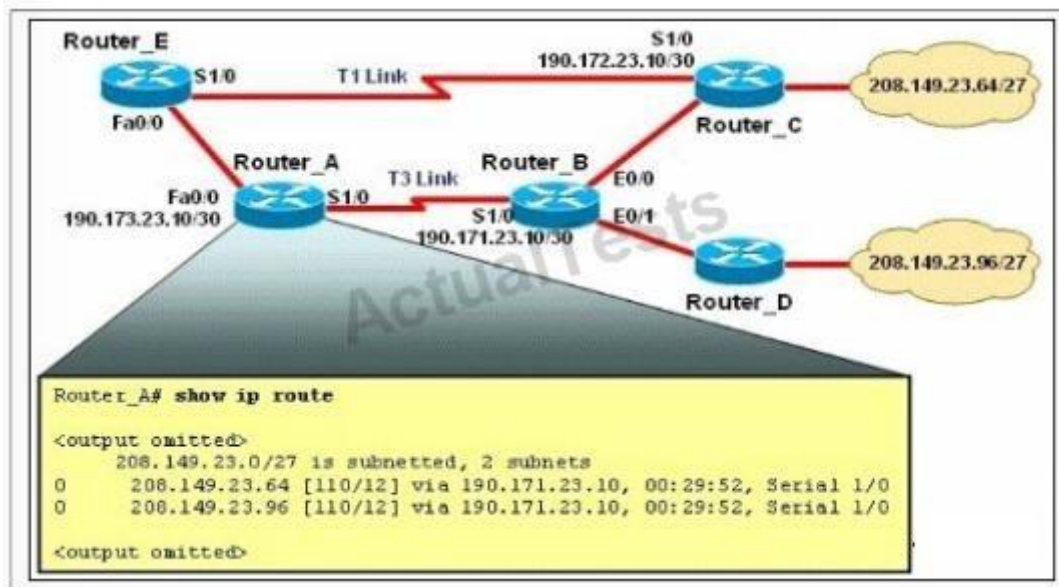 Router_E
S1/0
190.172.23.10/30
S1/0
T1 Link
208.149.23.64/27
Fa0/0
Router_C
Router_A
T3 Link
Router_B
Fa0/0
S1/0
E0/0
190.173.23.10/30
S1/0
E0/1
190.171.23.10/30
ActualTests
208.149.23.96/27
Router_D
Router_A# show ip route
<output omitted>
208.149.23.0/27 is subnetted, 2 subnets
O 208.149.23.64 [110/12] via 190.171.23.10, 00:29:52, Serial 1/0
O 208.149.23.96 [110/12] via 190.171.23.10, 00:29:52, Serial 1/0
<output omitted>